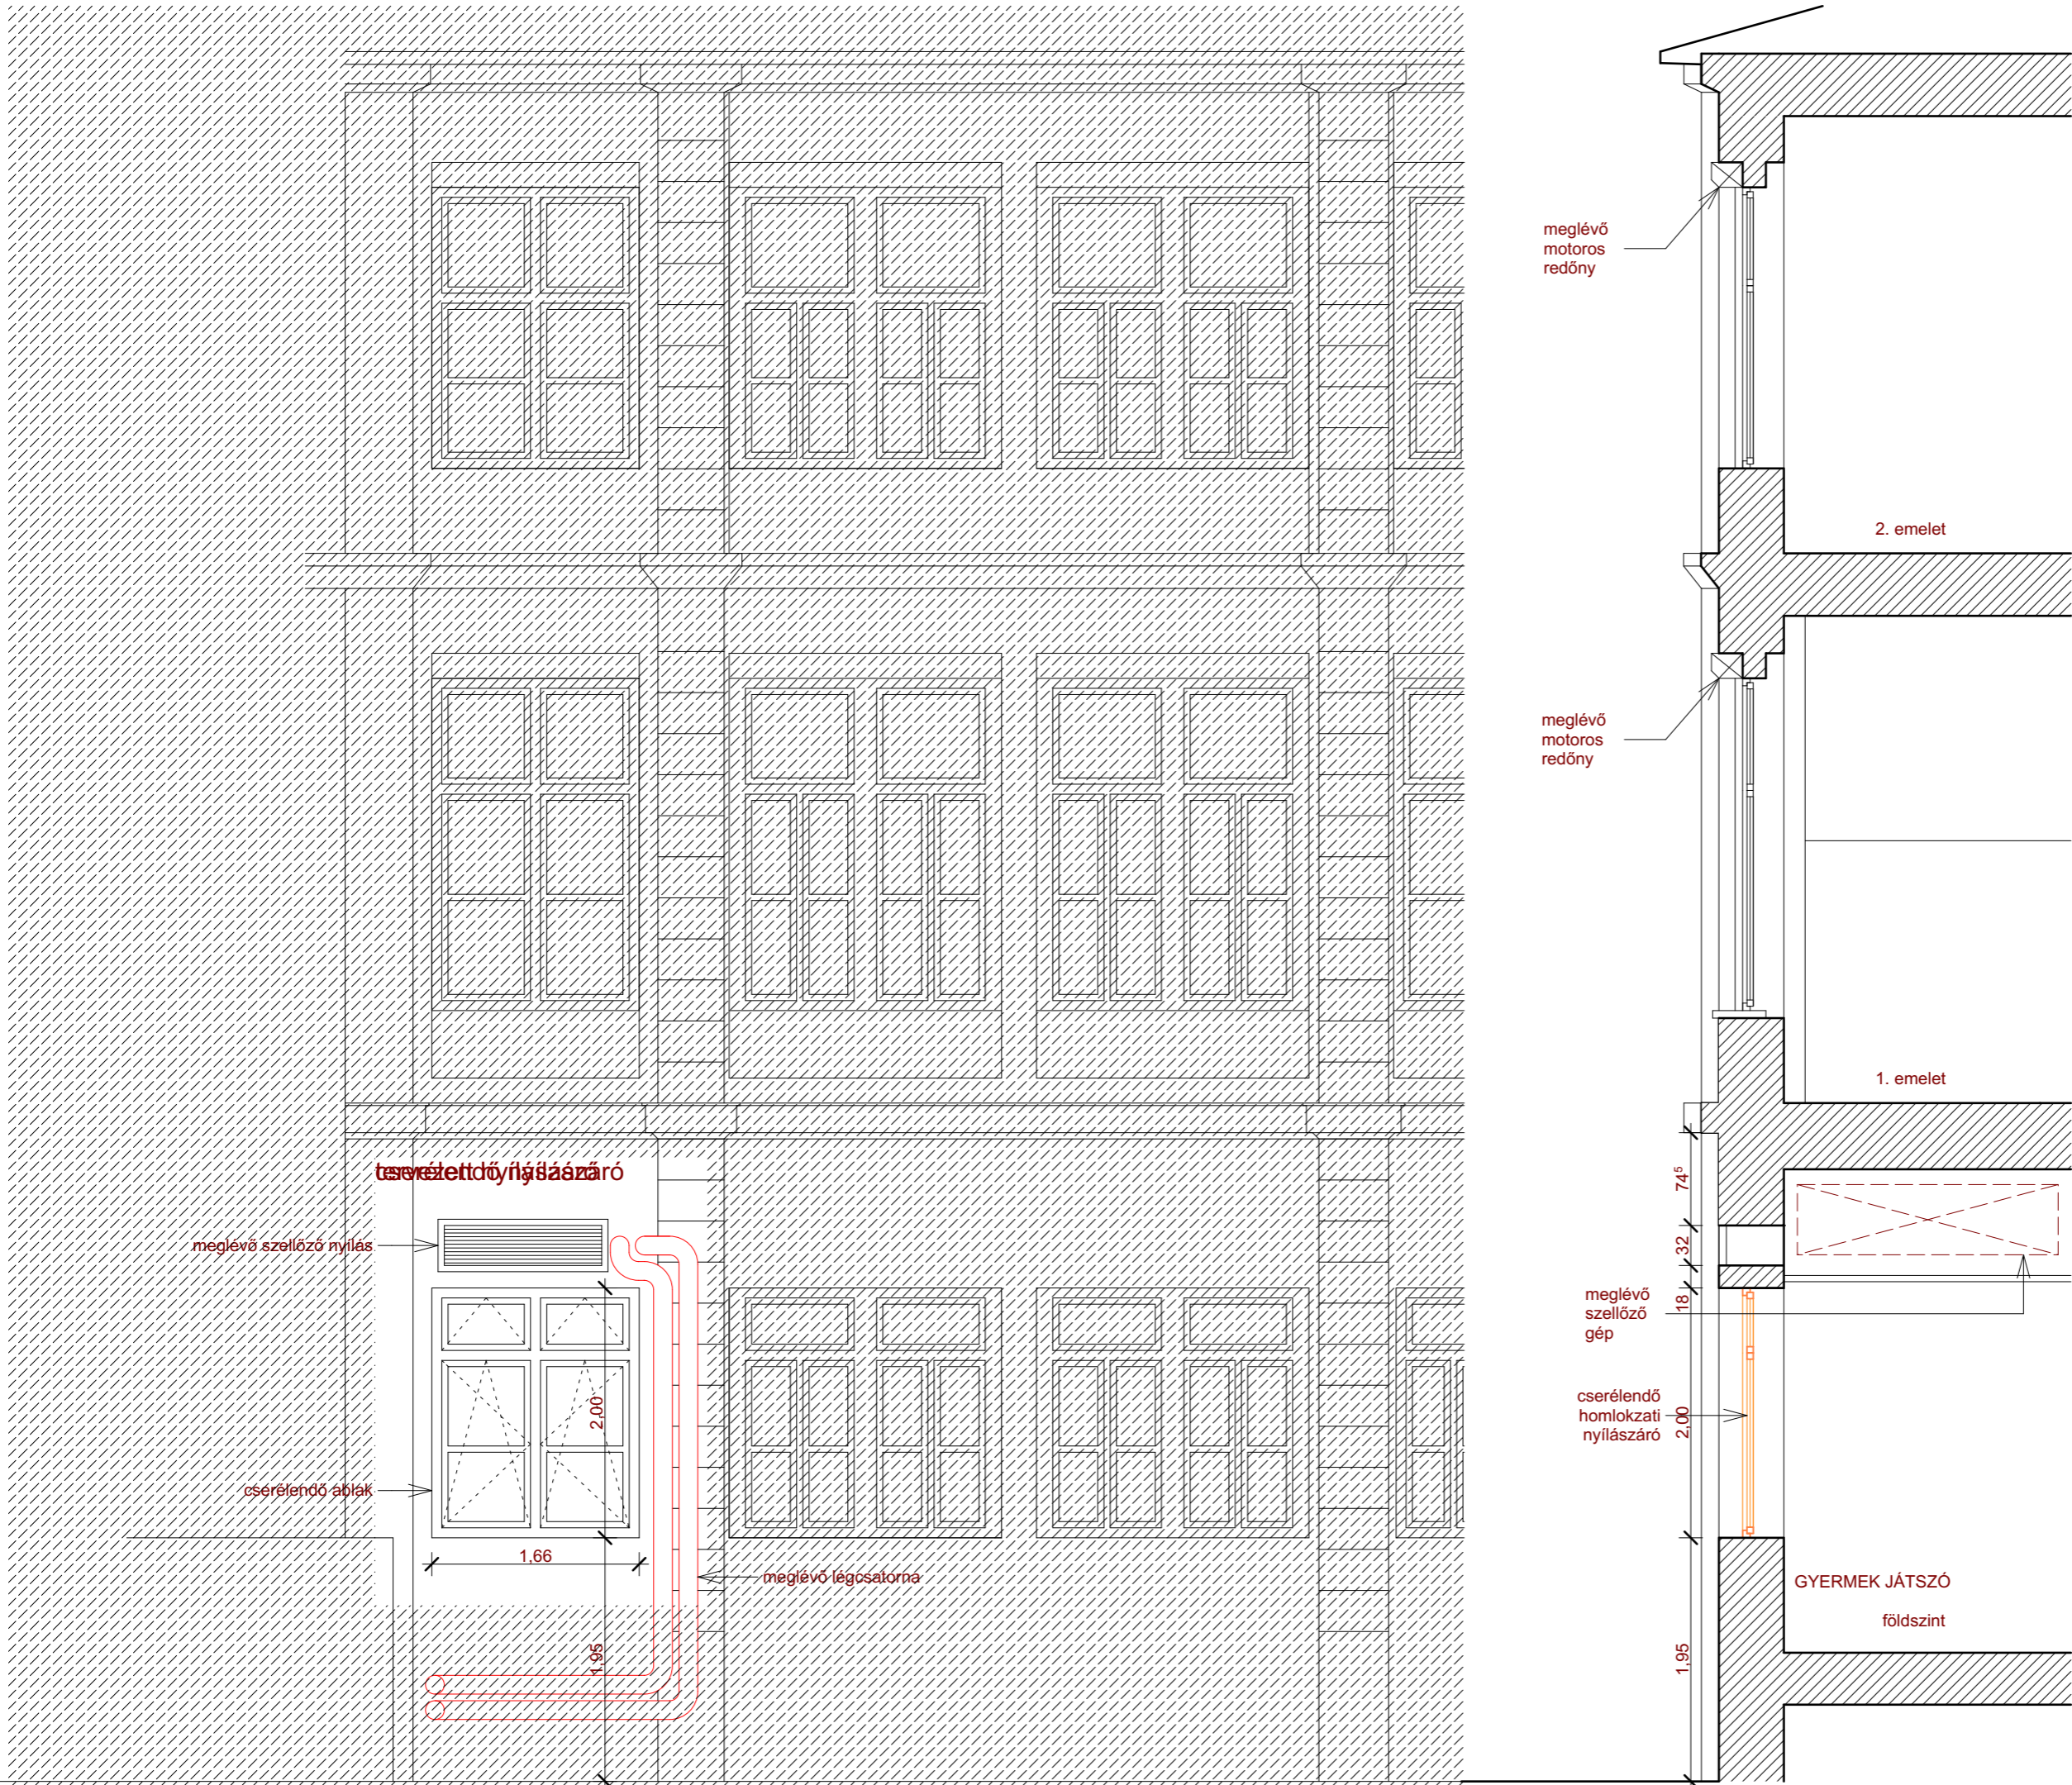 meglévő
motoros
redőny
2. emelet
meglévő
motoros
redőny
1. emelet
74⁵
32
18
2,00
1,95
meglévő
szellőző
gép
cserélendő
homlokzati
nyílászáró
GYERMEK JÁTSZÓ
földszint
meglévő szellőző nyílás
cserélendő ablak
2,00
1,66
meglévő légcsatorna
1,95